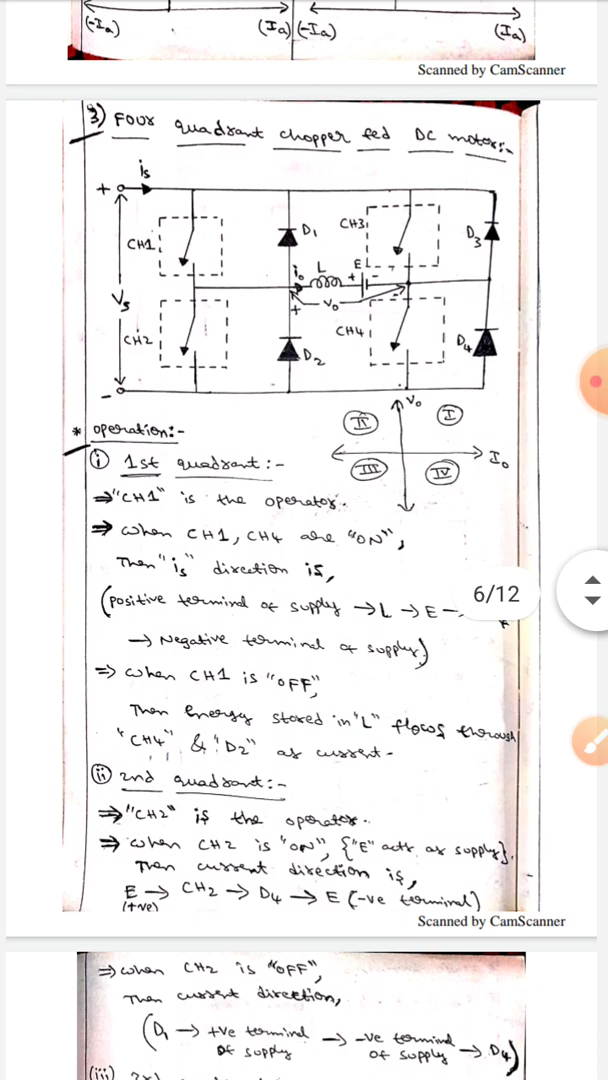 (-Ia) (Ia) (-Ia) (Ia)
Scanned by CamScanner
3) Four quadrant chopper fed DC motor:-
is
+
CH1
D1
CH3
D3
io L E
+ -
Vs
+ Vo -
CH2
D2
CH4
D4
-
Vo
II I
Io
III IV
* operation:-
(i) 1st quadrant:-
⇒ "CH1" is the operator.
⇒ when CH1, CH4 are "ON",
Then "is" direction is,
(positive terminal of supply → L → E →
→ Negative terminal of supply)
6/12
⇒ when CH1 is "OFF",
Then Energy stored in "L" flows through
"CH4" & "D2" as current-
(ii) 2nd quadrant:-
⇒ "CH2" is the operator.
⇒ when CH2 is "ON", {"E" acts as supply}.
Then current direction is,
E → CH2 → D4 → E (-ve terminal)
(+ve)
Scanned by CamScanner
⇒ when CH2 is "OFF",
Then current direction,
(D1 → +ve terminal of supply → -ve terminal of supply → D4)
(iii)